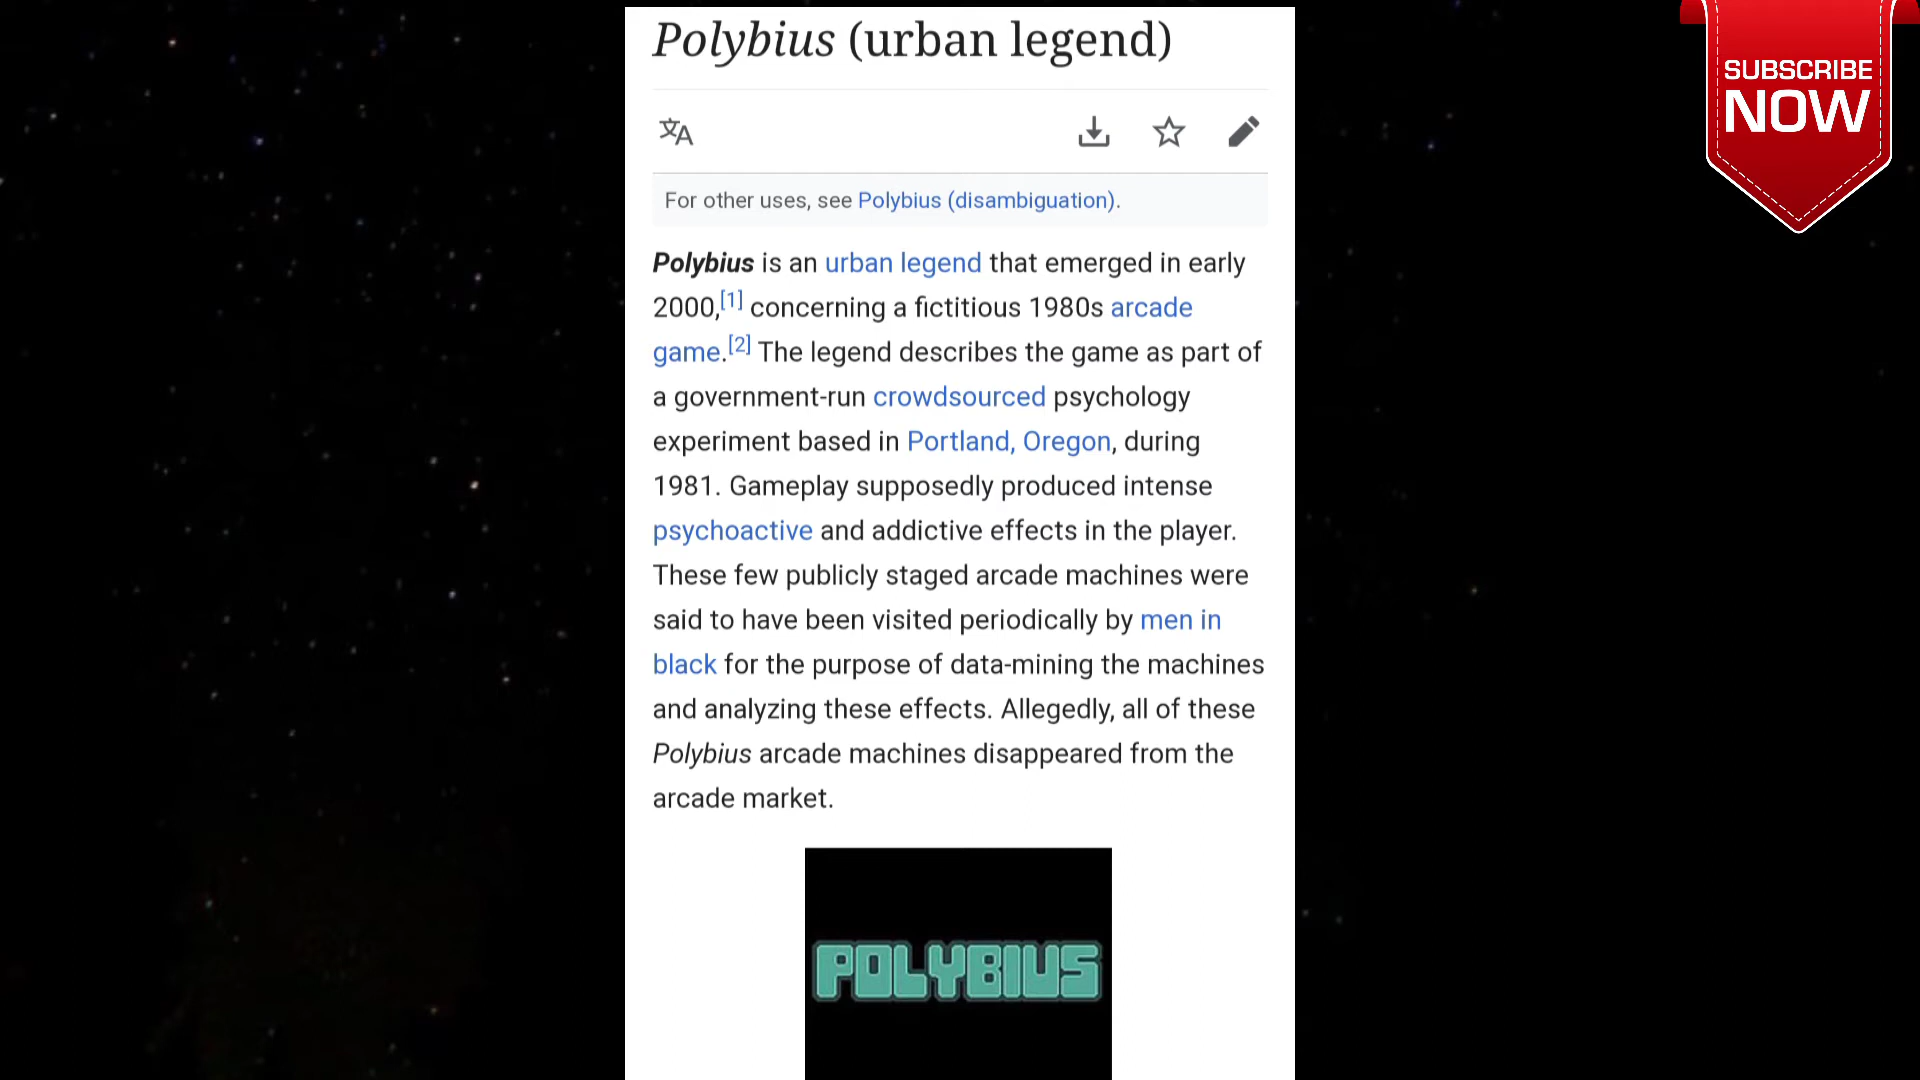 Polybius (urban legend)
SUBSCRIBE
NOW
文A
For other uses, see Polybius (disambiguation).
Polybius is an urban legend that emerged in early
2000,[1] concerning a fictitious 1980s arcade
game.[2] The legend describes the game as part of
a government-run crowdsourced psychology
experiment based in Portland, Oregon, during
1981. Gameplay supposedly produced intense
psychoactive and addictive effects in the player.
These few publicly staged arcade machines were
said to have been visited periodically by men in
black for the purpose of data-mining the machines
and analyzing these effects. Allegedly, all of these
Polybius arcade machines disappeared from the
arcade market.
POLYBIUS